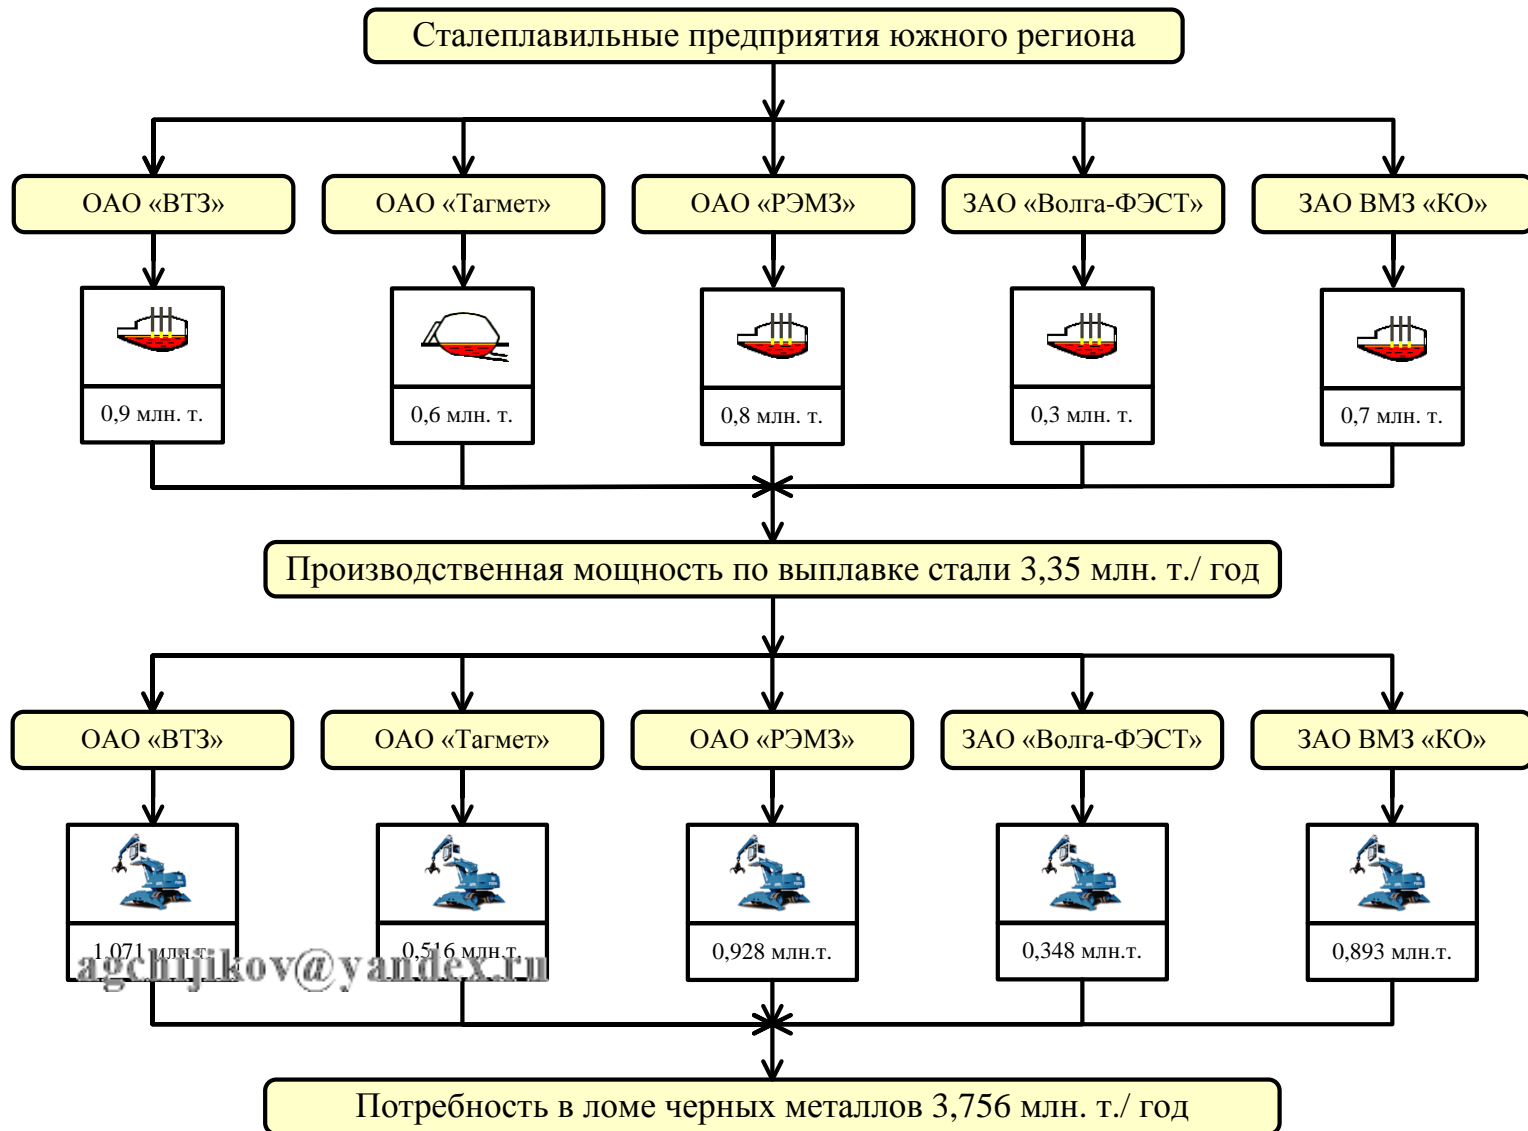 Сталеплавильные предприятия южного региона
ОАО «ВТЗ»
ОАО «Тагмет»
ОАО «РЭМЗ»
ЗАО «Волга-ФЭСТ»
ЗАО ВМЗ «КО»
0,9 млн. т.
0,6 млн. т.
0,8 млн. т.
0,3 млн. т.
0,7 млн. т.
Производственная мощность по выплавке стали 3,35 млн. т./ год
ОАО «ВТЗ»
ОАО «Тагмет»
ОАО «РЭМЗ»
ЗАО «Волга-ФЭСТ»
ЗАО ВМЗ «КО»
1,071 млн.т.
0,516 млн.т.
0,928 млн.т.
0,348 млн.т.
0,893 млн.т.
agchijikov@yandex.ru
Потребность в ломе черных металлов 3,756 млн. т./ год